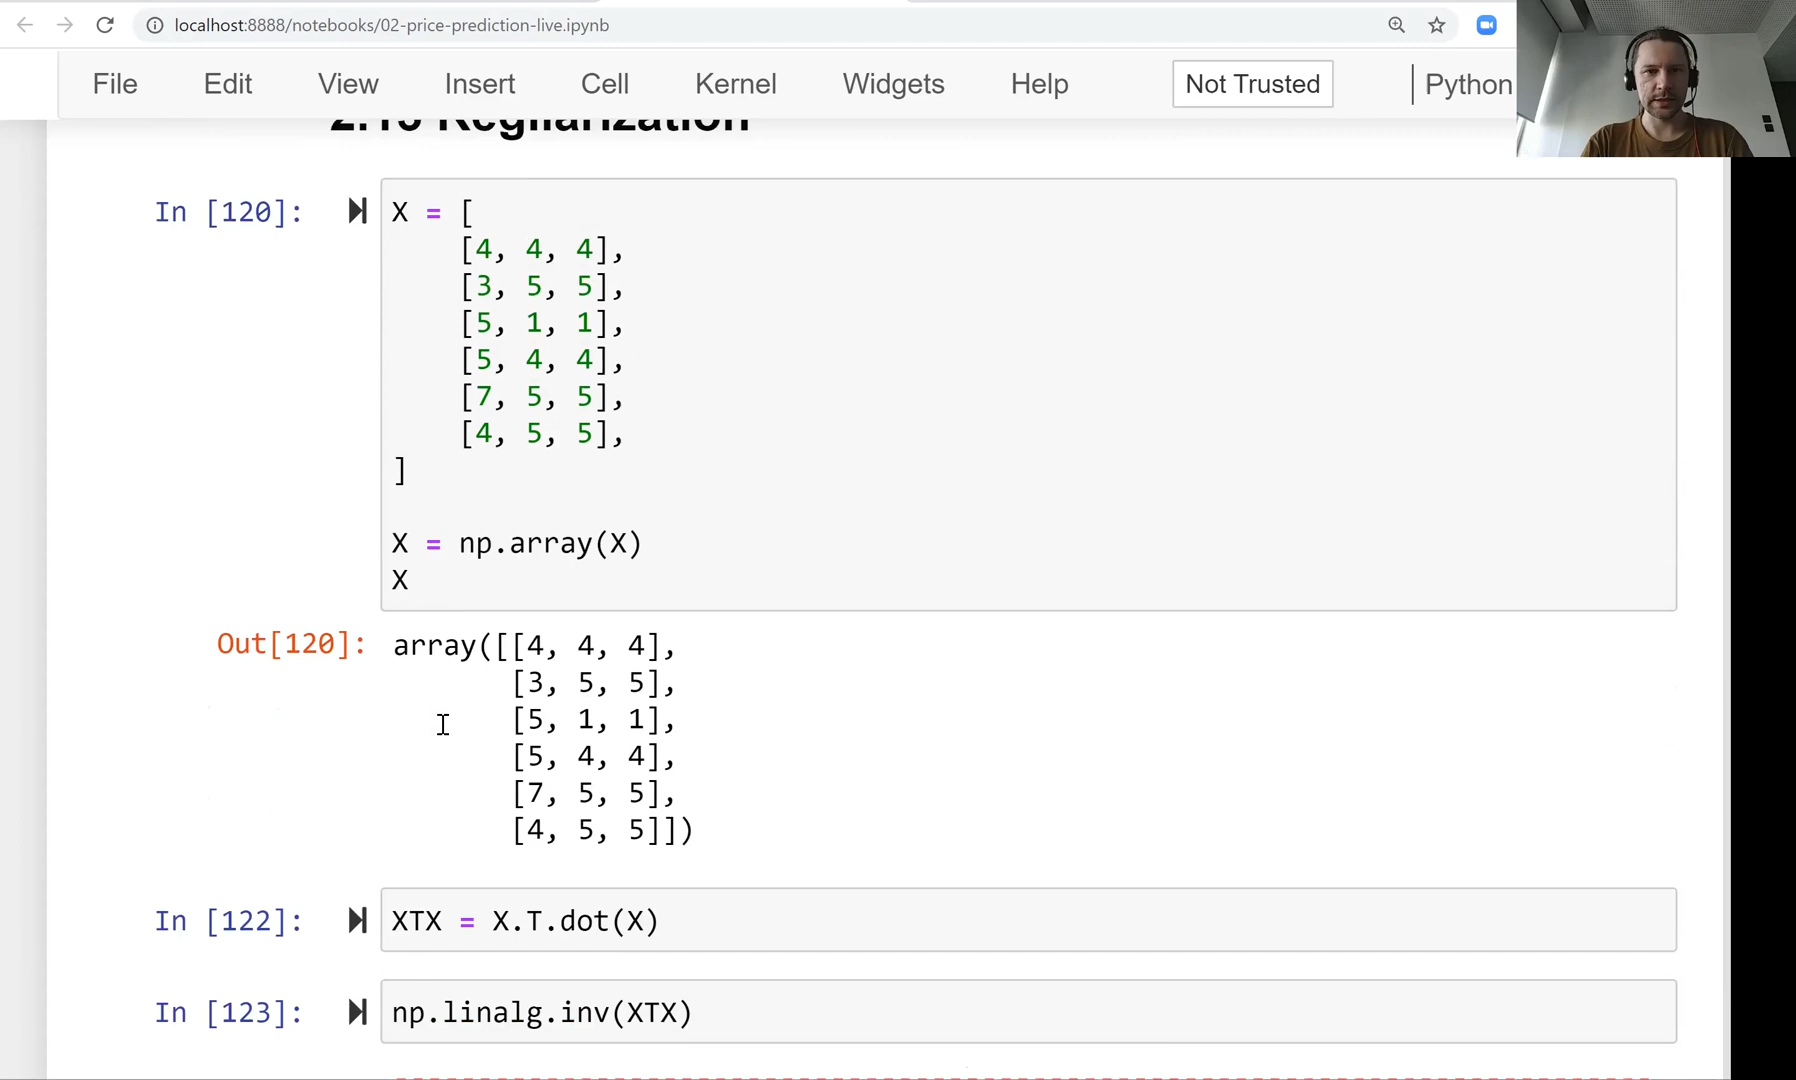 localhost:8888/notebooks/02-price-prediction-live.ipynb
File Edit View Insert Cell Kernel Widgets Help Not Trusted Python
2.13 Regularization
In [120]:
X = [
[4, 4, 4],
[3, 5, 5],
[5, 1, 1],
[5, 4, 4],
[7, 5, 5],
[4, 5, 5],
]
X = np.array(X)
X
Out[120]:
array([[4, 4, 4],
[3, 5, 5],
[5, 1, 1],
[5, 4, 4],
[7, 5, 5],
[4, 5, 5]])
In [122]:
XTX = X.T.dot(X)
In [123]:
np.linalg.inv(XTX)